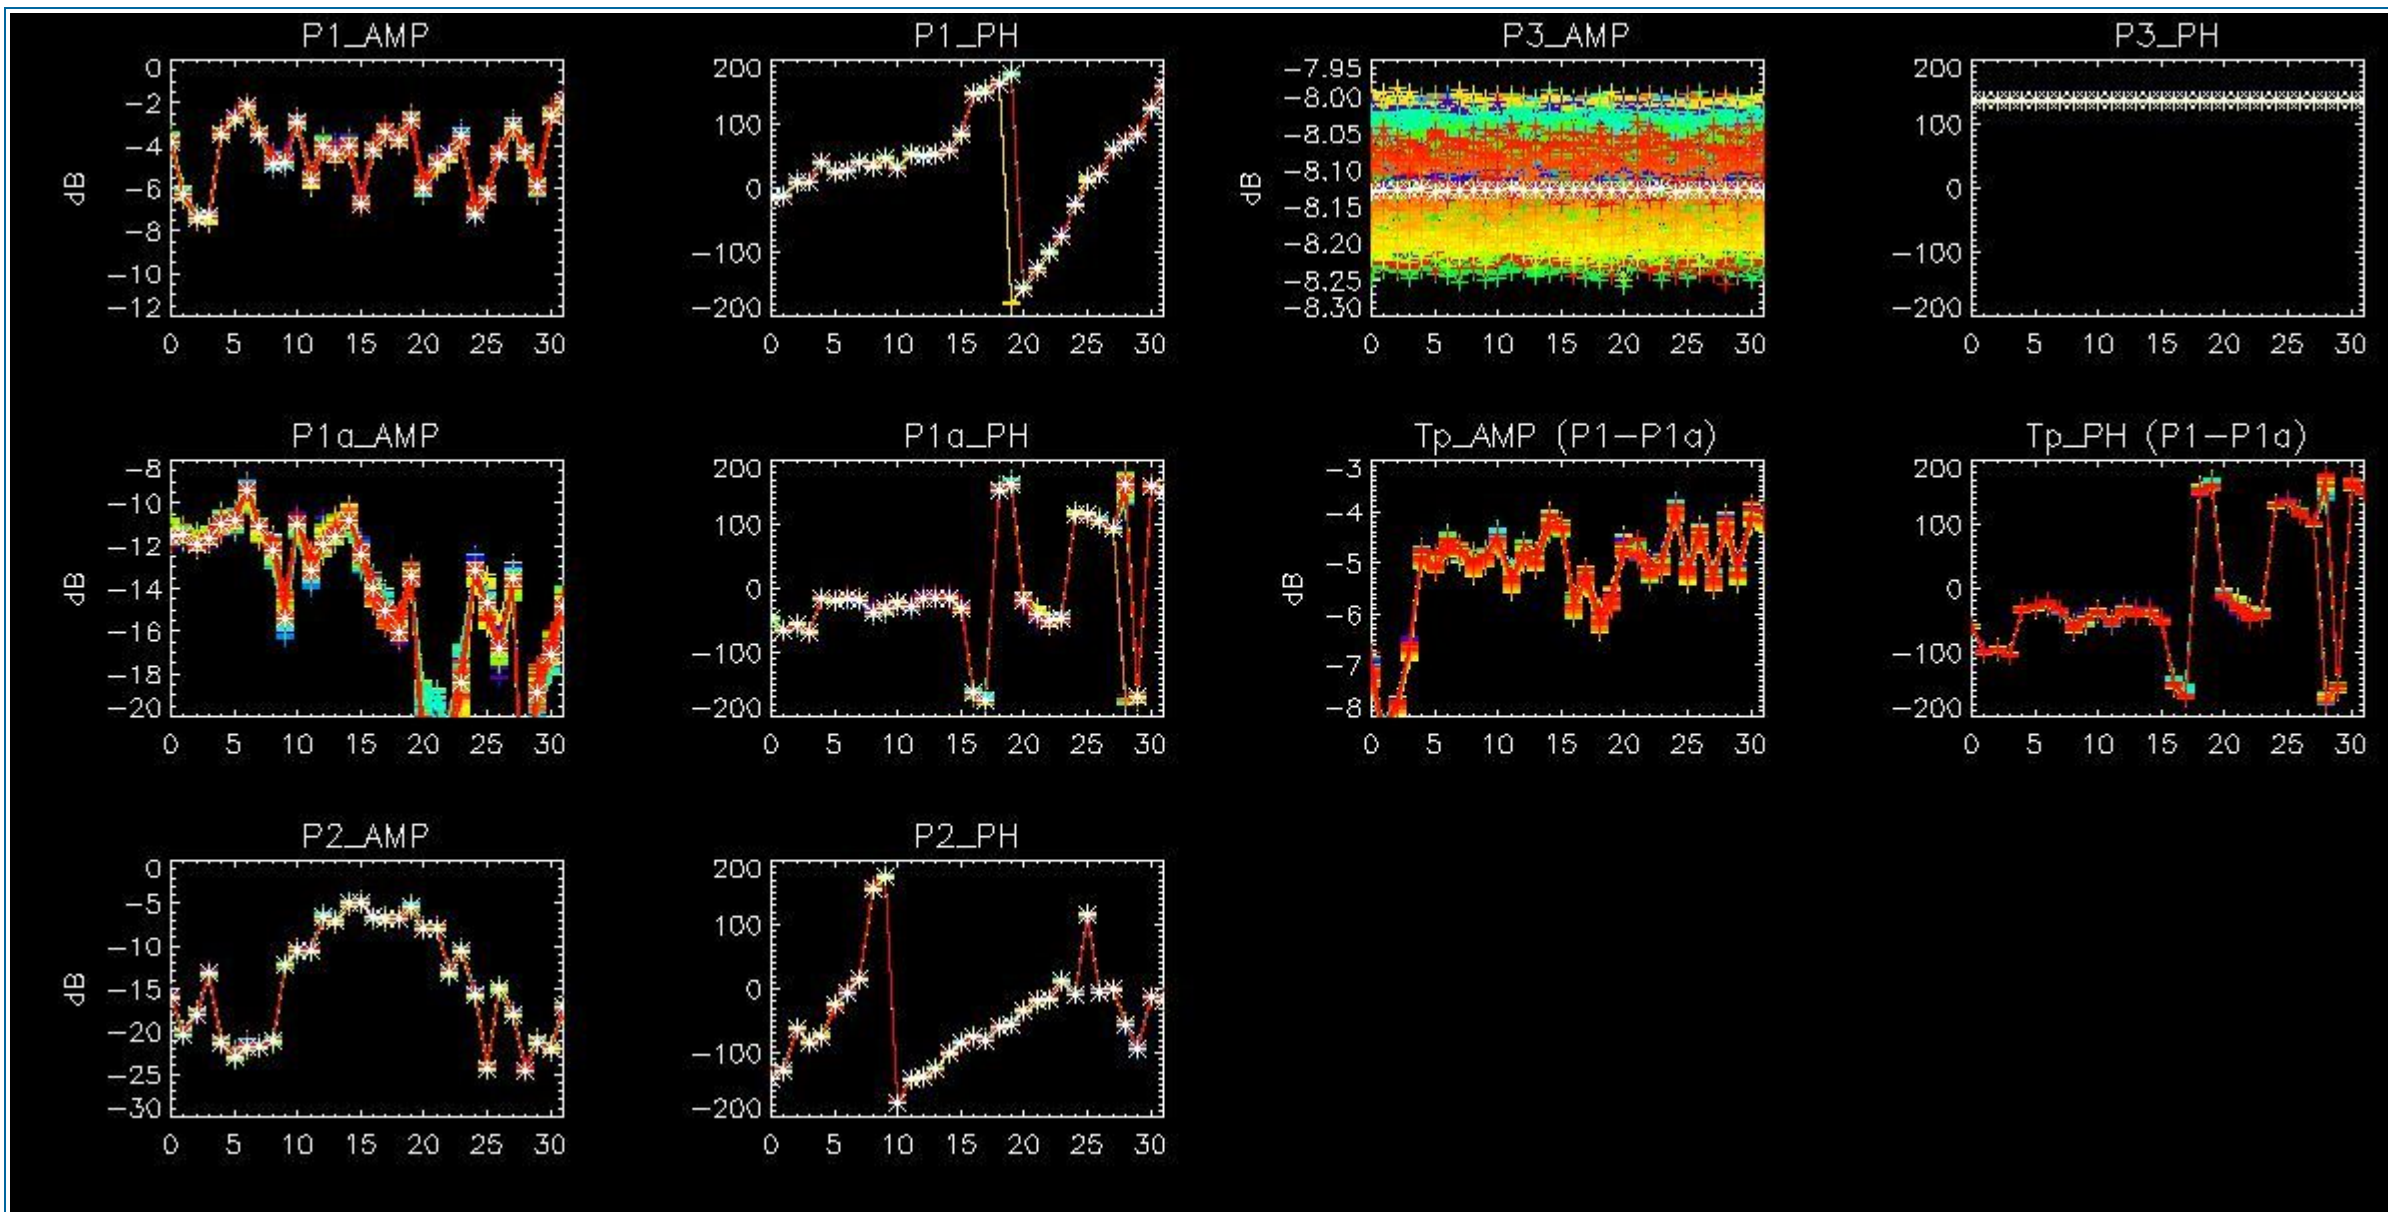 P1_AMP P1_PH P3_AMP P3_PH
0 200 −7.95 200
−2 −8.00
−4 100 −8.05 100
dB −6 0 dB −8.10 0
−8 −8.15
−10 −100 −8.20 −100
−12 −200 −8.25 −200
−8.30
0 5 10 15 20 25 30 0 5 10 15 20 25 30 0 5 10 15 20 25 30 0 5 10 15 20 25 30
P1a_AMP P1a_PH Tp_AMP (P1−P1a) Tp_PH (P1−P1a)
−8 200 −3 200
−10 100 −4 100
−12
dB −14 0 dB −5 0
−16 −6
−18 −100 −7 −100
−20 −200 −8 −200
0 5 10 15 20 25 30 0 5 10 15 20 25 30 0 5 10 15 20 25 30 0 5 10 15 20 25 30
P2_AMP P2_PH
0 200
−5 100
−10
dB −15 0
−20 −100
−25
−30 −200
0 5 10 15 20 25 30 0 5 10 15 20 25 30